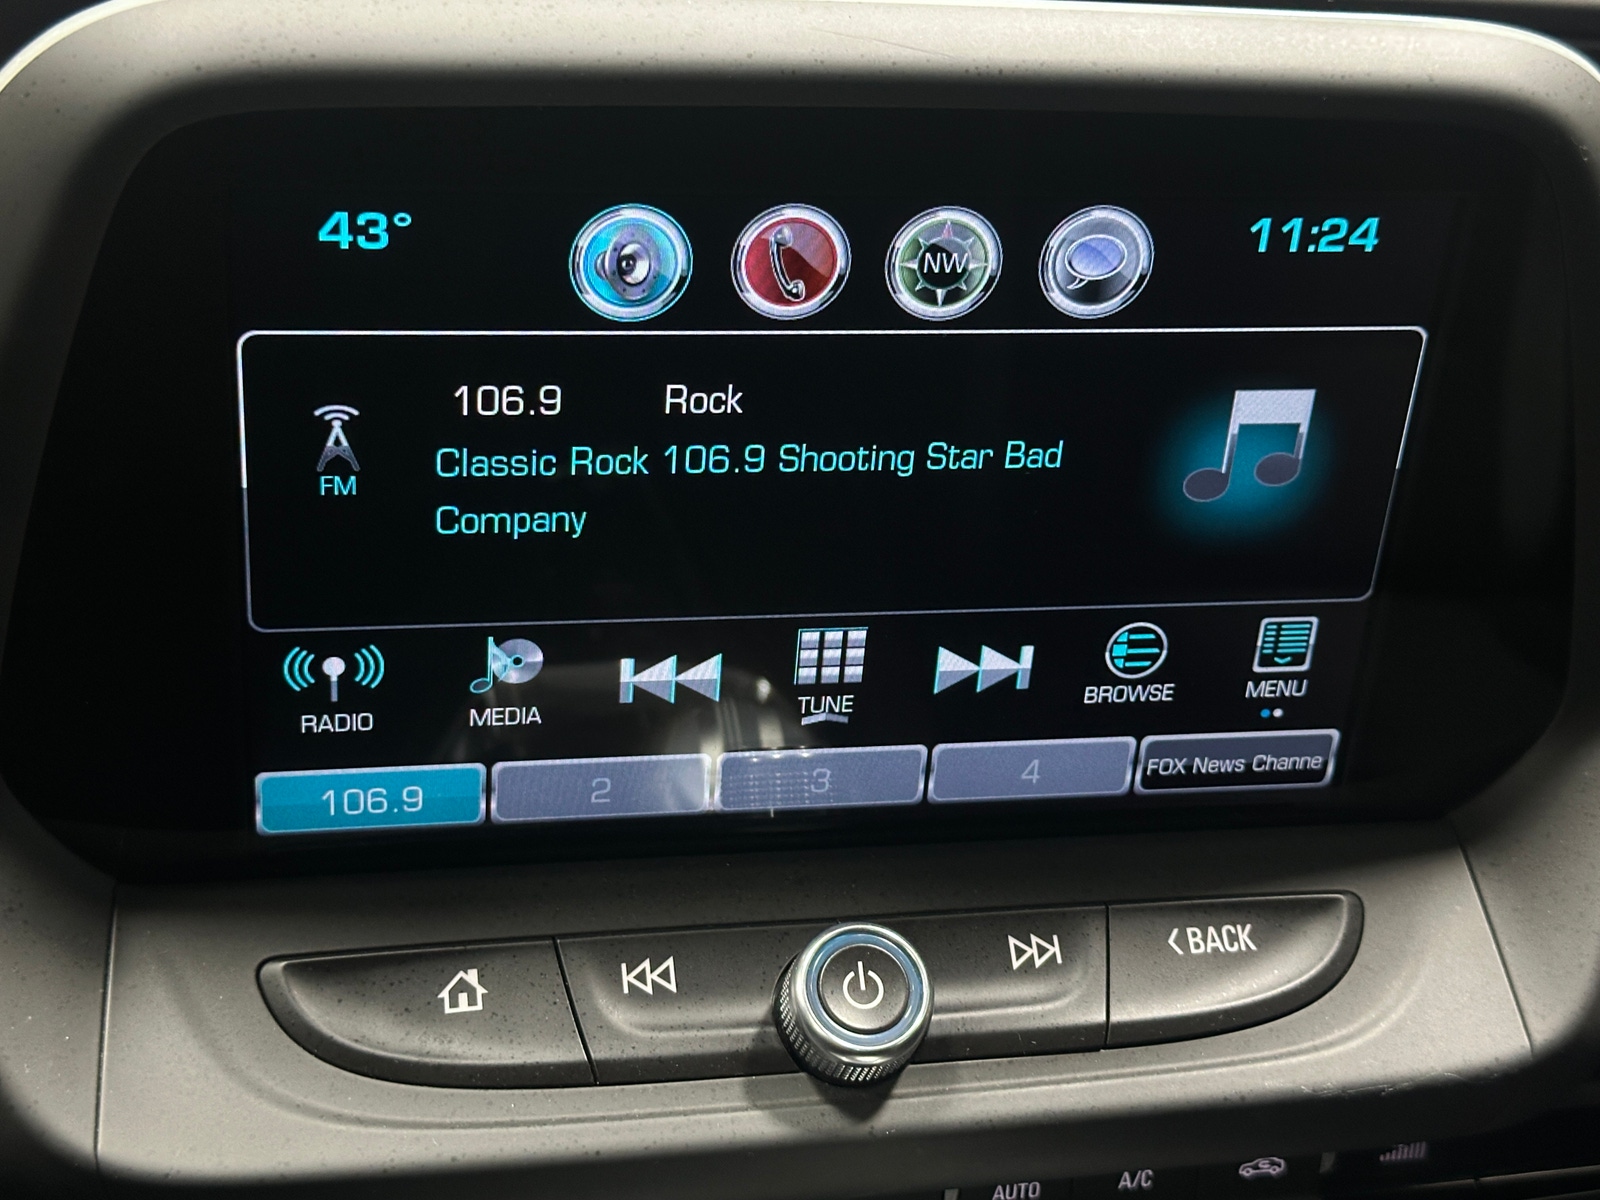 43°
NW
11:24
106.9 Rock
FM
Classic Rock 106.9 Shooting Star Bad
Company
RADIO
MEDIA
TUNE
BROWSE
MENU
106.9
2
3
4
FOX News Channe
<BACK
AUTO
A/C